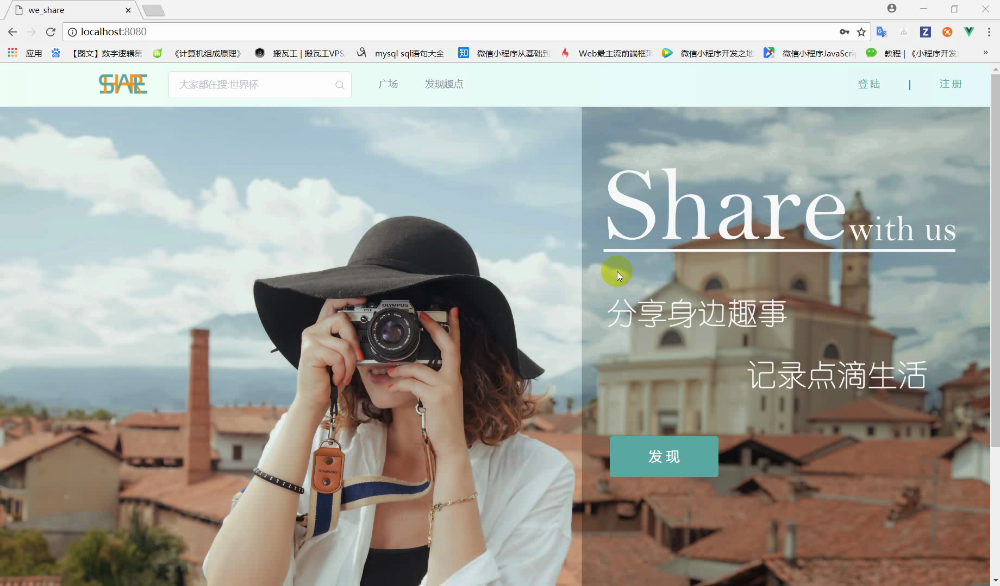 we_share
localhost:8080
应用
【图文】数字逻辑第
《计算机组成原理》
搬瓦工 | 搬瓦工VPS,
mysql sql语句大全 -
知
微信小程序从基础到
Web最主流前端框架
微信小程序开发之地
微信小程序JavaScrip
教程 | 《小程序开发
»
SHARE
大家都在搜:世界杯
广场
发现趣点
登陆
|
注册
Share with us
OLYMPUS
分享身边趣事
记录点滴生活
发现